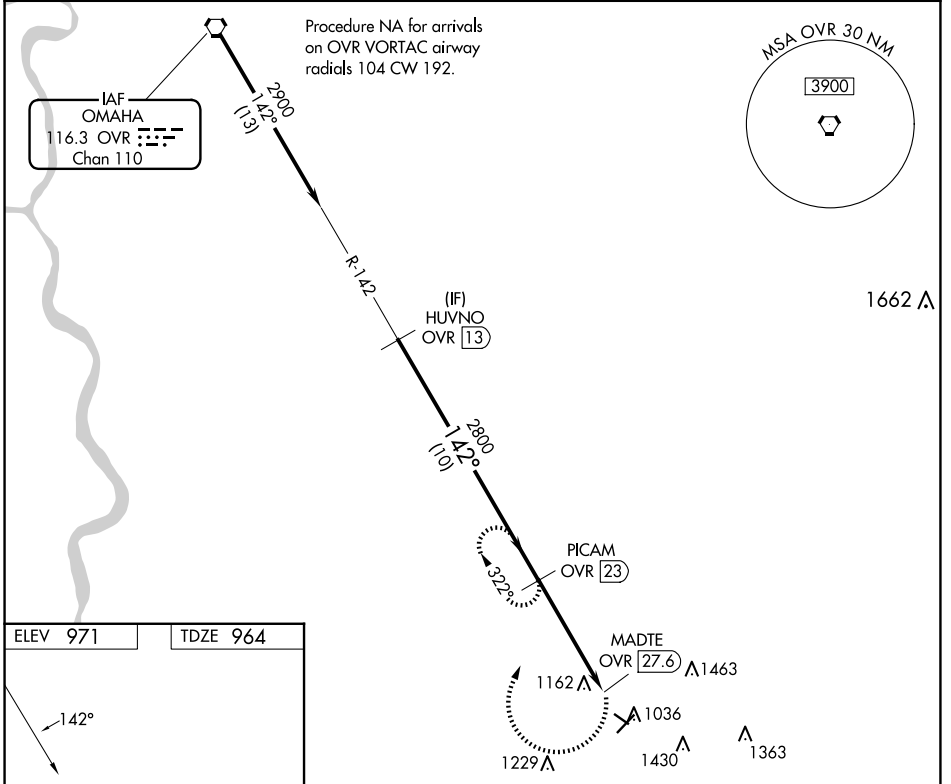 Procedure NA for arrivals
on OVR VORTAC airway
radials 104 CW 192.
MSA OVR 30 NM
3900
IAF
OMAHA
116.3 OVR
Chan 110
2900
142°
(13)
R-142
(IF)
HUVNO
OVR 13
1662
2800
142°
(10)
PICAM
OVR 23
322°
MADTE
OVR 27.6
1463
1162
1036
1229
1430
1363
ELEV 971
TDZE 964
142°